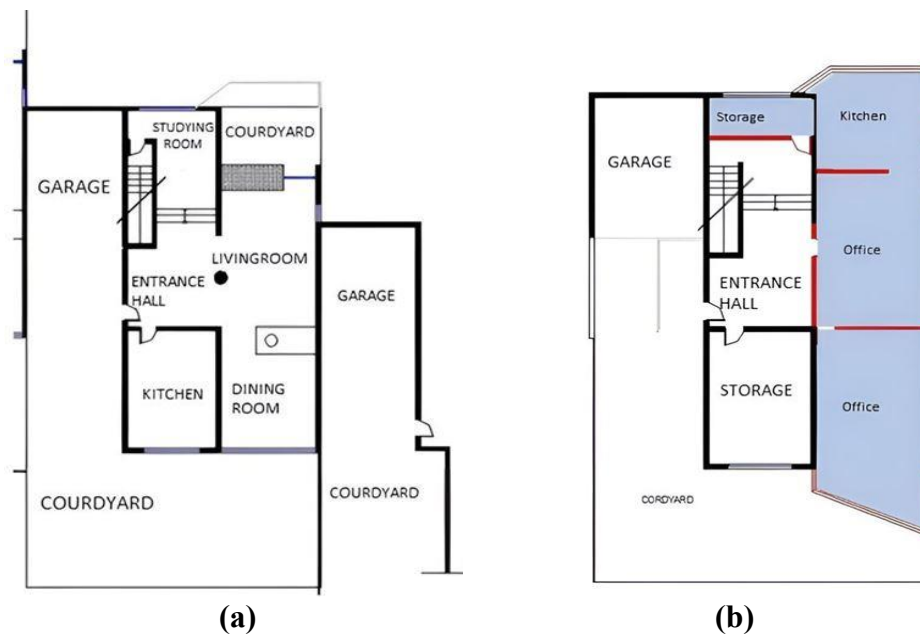 STUDYING
ROOM
COURDYARD
GARAGE
LIVINGROOM
ENTRANCE
HALL
GARAGE
KITCHEN
DINING
ROOM
COURDYARD
COURDYARD
(a)
Storage
Kitchen
GARAGE
Office
ENTRANCE
HALL
STORAGE
Office
CORDYARD
(b)